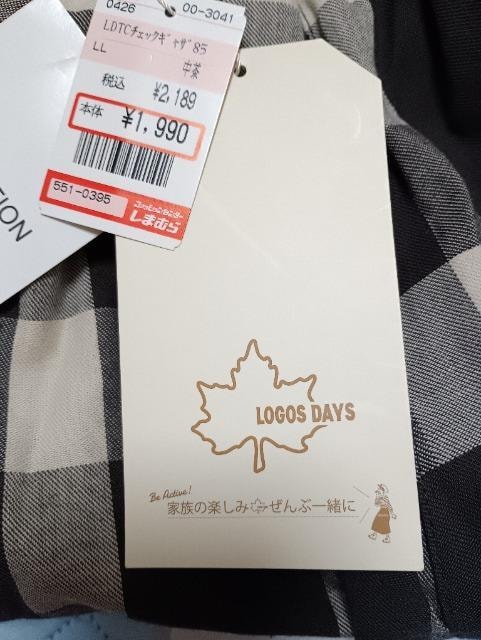 0426 00-3041
LDTCチェックギャザ85
LL 中茶
税込 ¥2,189
本体 ¥1,990
551-0395
しまむら
TION
LOGOS DAYS
Be Active!
家族の楽しみ ぜんぶ一緒に